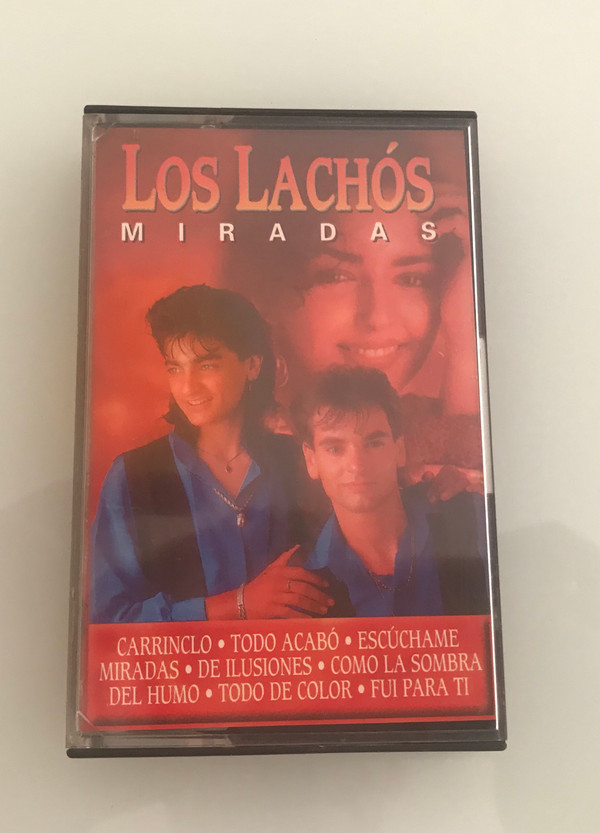 LOS LACHÓS
MIRADAS
CARRINCLO • TODO ACABÓ • ESCÚCHAME
MIRADAS • DE ILUSIONES • COMO LA SOMBRA
DEL HUMO • TODO DE COLOR • FUI PARA TI